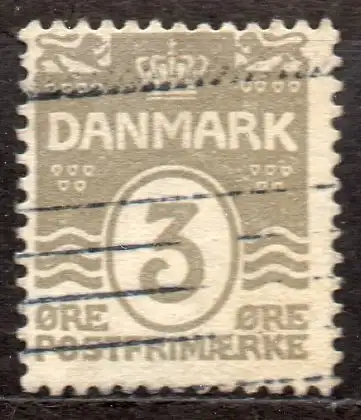 DANMARK
3
ØRE ØRE
POSTFRIMÆRKE